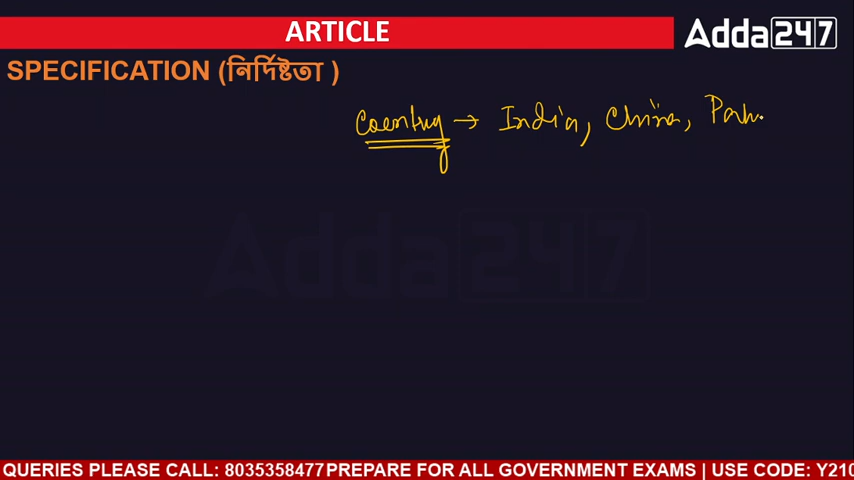 ARTICLE
Adda247
SPECIFICATION (নির্দিষ্টতা )
Country → India, China, Pak.
Adda247
QUERIES PLEASE CALL: 8035358477 PREPARE FOR ALL GOVERNMENT EXAMS | USE CODE: Y210